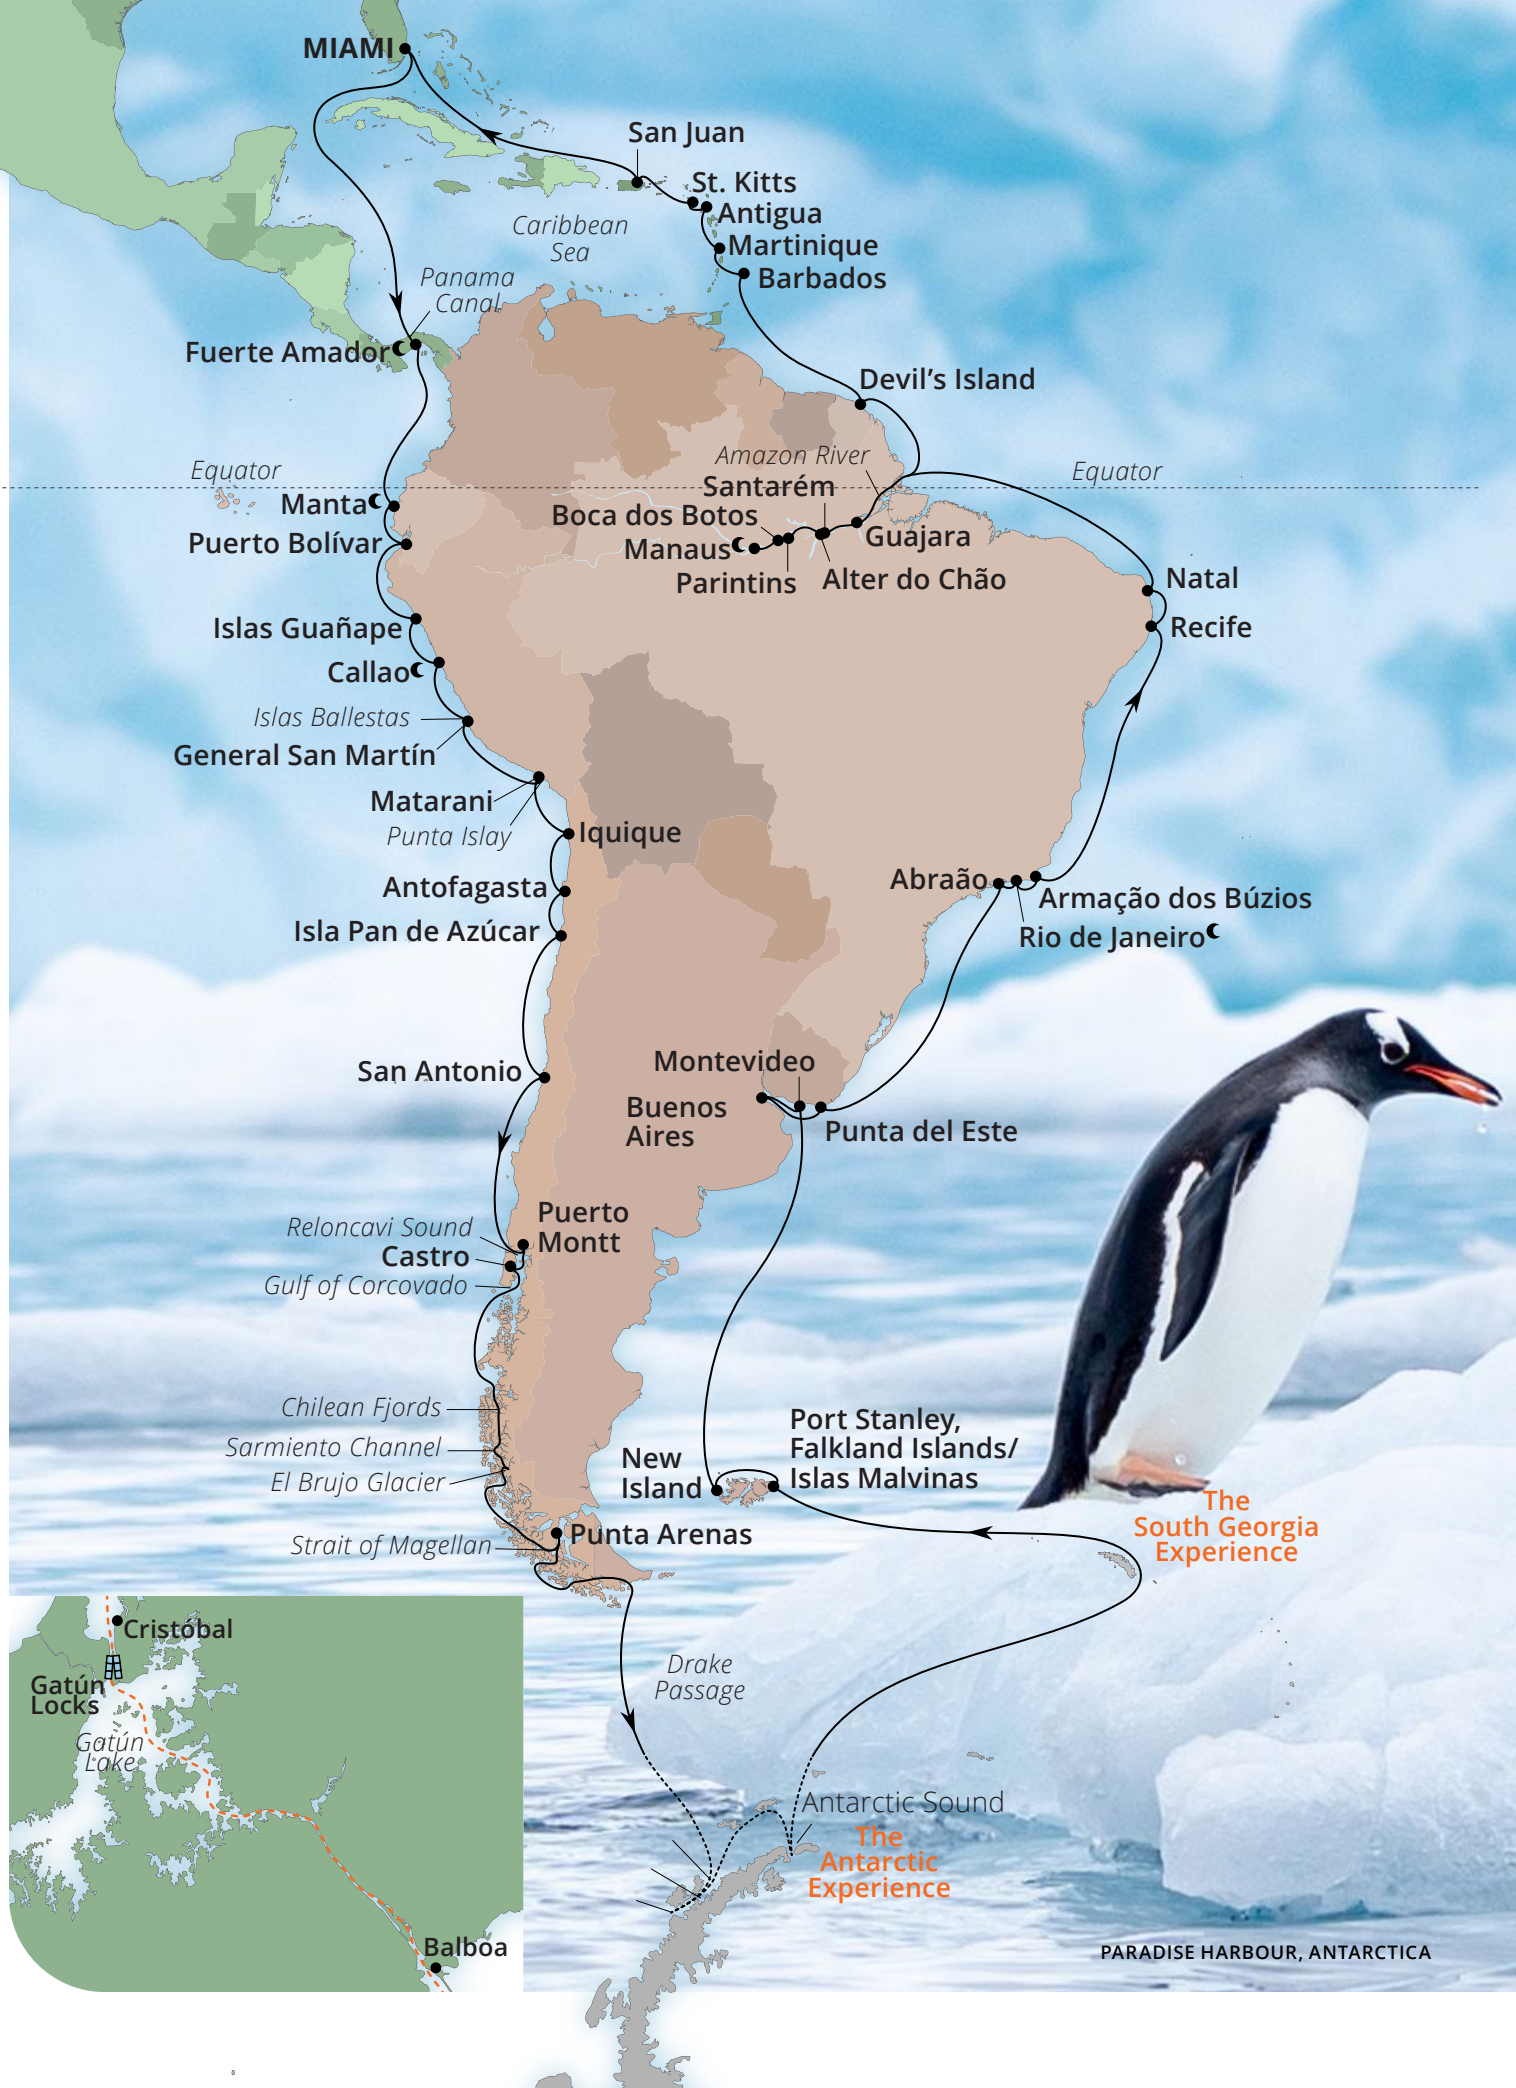 MIAMI
San Juan
St. Kitts
Antigua
Caribbean
Sea
Martinique
Barbados
Panama
Canal
Fuerte Amador
Devil's Island
Amazon River
Equator
Equator
Santarém
Manta
Boca dos Botos
Puerto Bolívar
Manaus
Guajara
Parintins
Alter do Chão
Natal
Islas Guañape
Recife
Callao
Islas Ballestas
General San Martín
Matarani
Punta Islay
Iquique
Antofagasta
Abraão
Armação dos Búzios
Isla Pan de Azúcar
Rio de Janeiro
San Antonio
Montevideo
Buenos
Aires
Punta del Este
Reloncavi Sound
Puerto
Montt
Castro
Gulf of Corcovado
Chilean Fjords
Sarmiento Channel
El Brujo Glacier
Port Stanley,
Falkland Islands/
Islas Malvinas
New
Island
Punta Arenas
Strait of Magellan
The
South Georgia
Experience
Cristóbal
Gatún
Locks
Gatún
Lake
Balboa
Drake
Passage
Antarctic Sound
The
Antarctic
Experience
PARADISE HARBOUR, ANTARCTICA